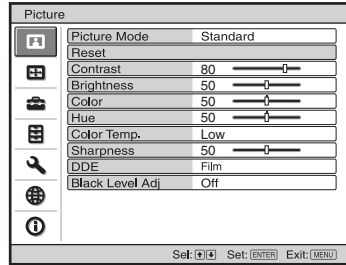 Picture
Picture Mode Standard
Reset
Contrast 80
Brightness 50
Color 50
Hue 50
Color Temp. Low
Sharpness 50
DDE Film
Black Level Adj Off
Sel: Set: ENTER Exit: MENU